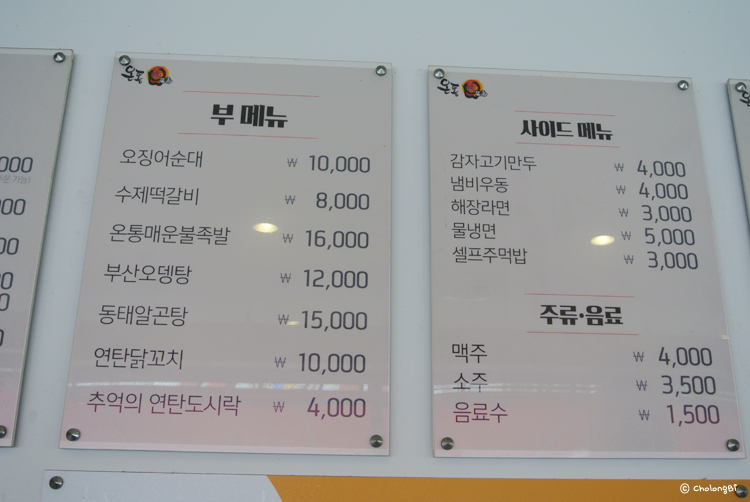 부 메뉴
오징어순대 ₩ 10,000
수제떡갈비 ₩ 8,000
온통매운불족발 ₩ 16,000
부산오뎅탕 ₩ 12,000
동태알곤탕 ₩ 15,000
연탄닭꼬치 ₩ 10,000
추억의 연탄도시락 ₩ 4,000
사이드 메뉴
감자고기만두 ₩ 4,000
냄비우동 ₩ 4,000
해장라면 ₩ 3,000
물냉면 ₩ 5,000
셀프주먹밥 ₩ 3,000
주류·음료
맥주 ₩ 4,000
소주 ₩ 3,500
음료수 ₩ 1,500
© CholongBi